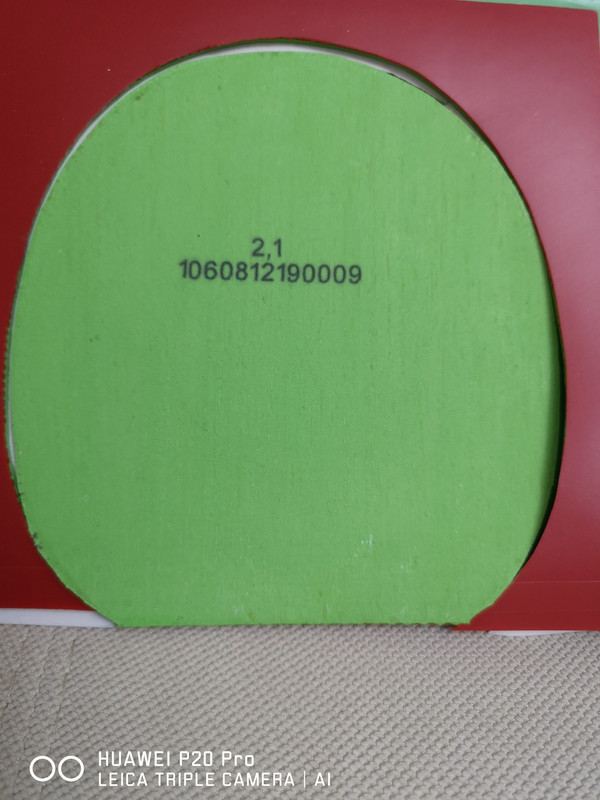 2,1
1060812190009
HUAWEI P20 Pro
LEICA TRIPLE CAMERA | AI